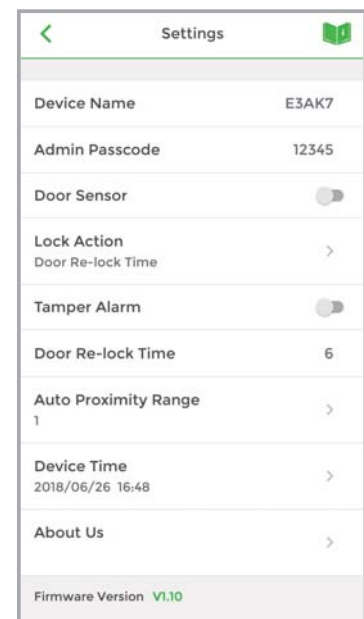 Settings
Device Name E3AK7
Admin Passcode 12345
Door Sensor
Lock Action
Door Re-lock Time
Tamper Alarm
Door Re-lock Time 6
Auto Proximity Range
1
Device Time
2018/06/26 16:48
About Us
Firmware Version V1.10